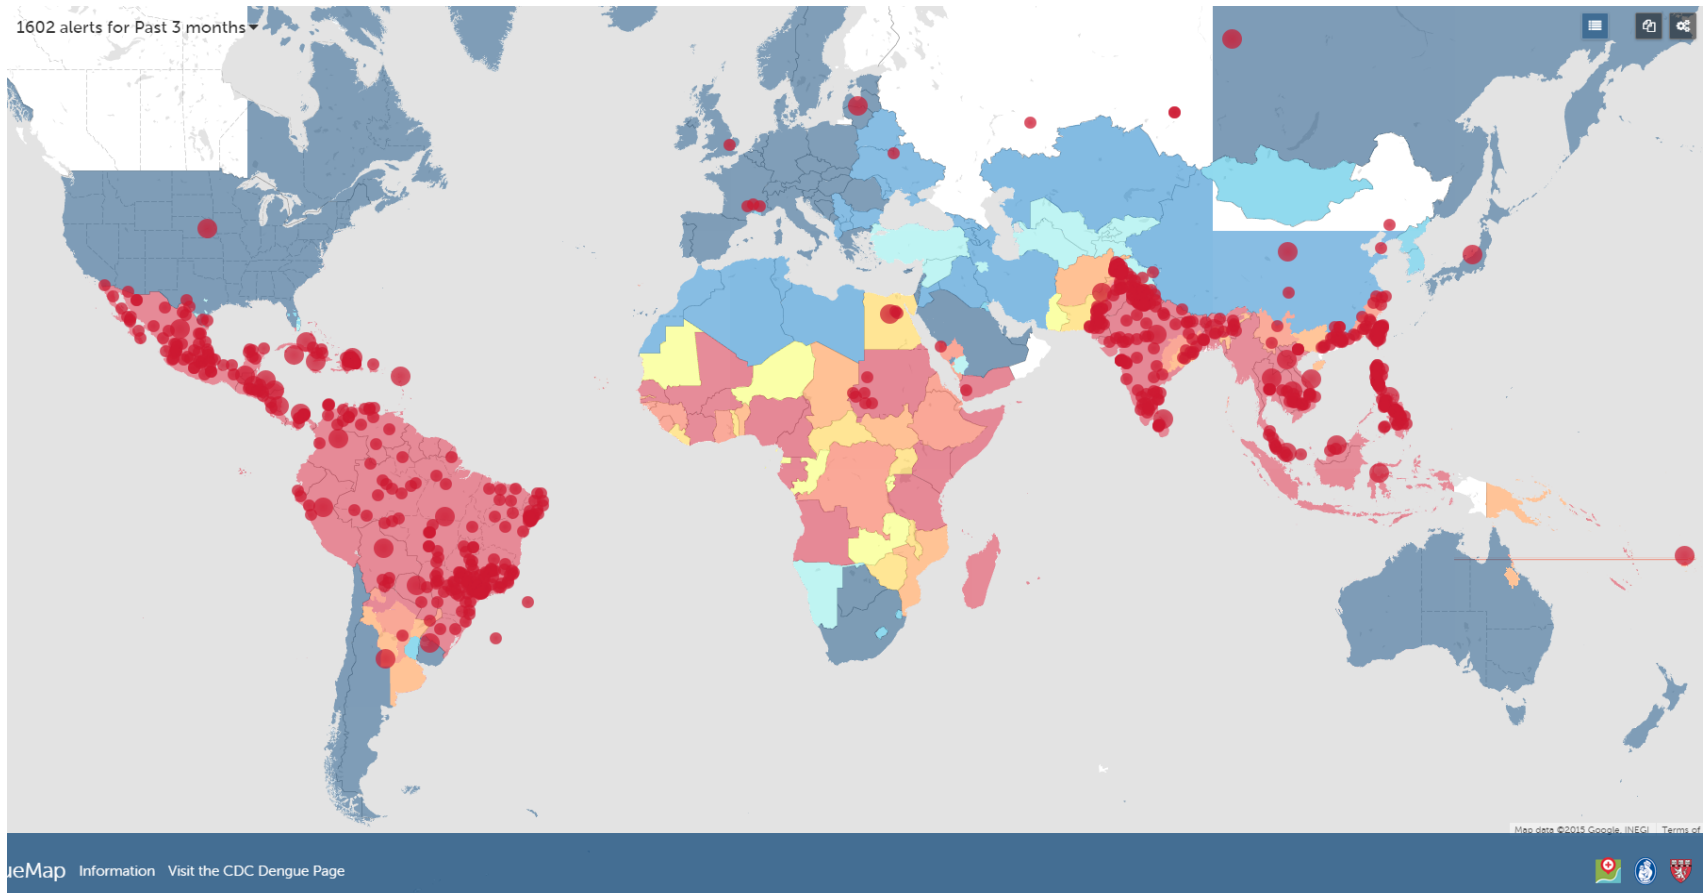 1602 alerts for Past 3 months
Map data ©2015 Google, INEGI Terms of
ueMap Information Visit the CDC Dengue Page